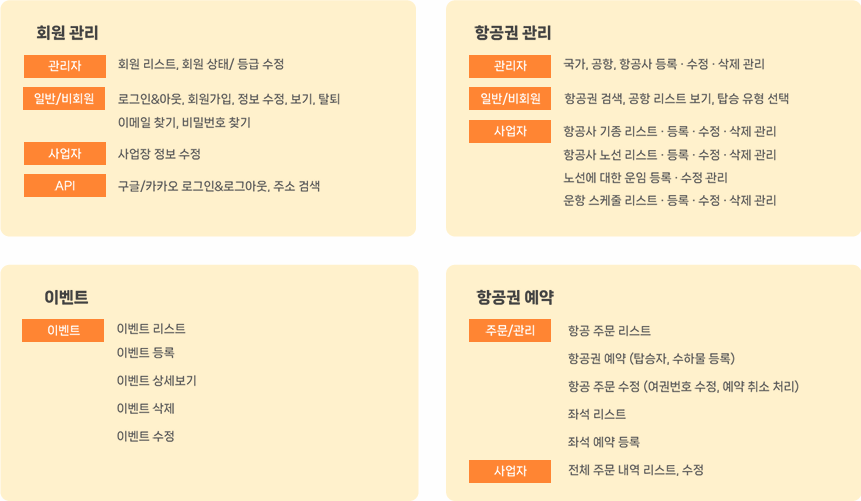 회원 관리
관리자 회원 리스트, 회원 상태/ 등급 수정
일반/비회원 로그인&아웃, 회원가입, 정보 수정, 보기, 탈퇴
이메일 찾기, 비밀번호 찾기
사업자 사업장 정보 수정
API 구글/카카오 로그인&로그아웃, 주소 검색
항공권 관리
관리자 국가, 공항, 항공사 등록 · 수정 · 삭제 관리
일반/비회원 항공권 검색, 공항 리스트 보기, 탑승 유형 선택
사업자 항공사 기종 리스트 · 등록 · 수정 · 삭제 관리
항공사 노선 리스트 · 등록 · 수정 · 삭제 관리
노선에 대한 운임 등록 · 수정 관리
운항 스케줄 리스트 · 등록 · 수정 · 삭제 관리
이벤트
이벤트 이벤트 리스트
이벤트 등록
이벤트 상세보기
이벤트 삭제
이벤트 수정
항공권 예약
주문/관리 항공 주문 리스트
항공권 예약 (탑승자, 수하물 등록)
항공 주문 수정 (여권번호 수정, 예약 취소 처리)
좌석 리스트
좌석 예약 등록
사업자 전체 주문 내역 리스트, 수정